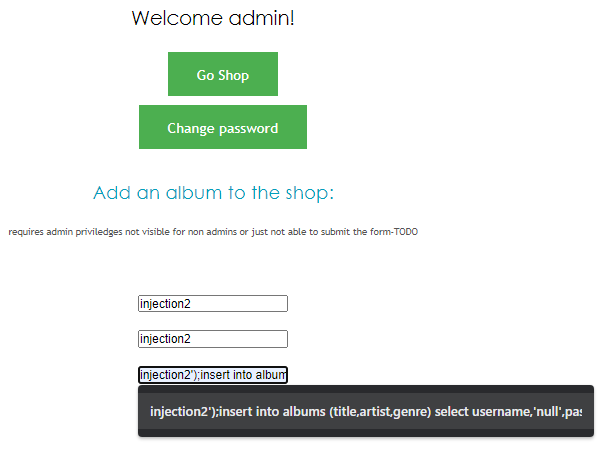 Welcome admin!
Go Shop
Change password
Add an album to the shop:
requires admin priviledges not visible for non admins or just not able to submit the form-TODO
injection2
injection2
injection2');insert into album
injection2');insert into albums (title,artist,genre) select username,'null',pas